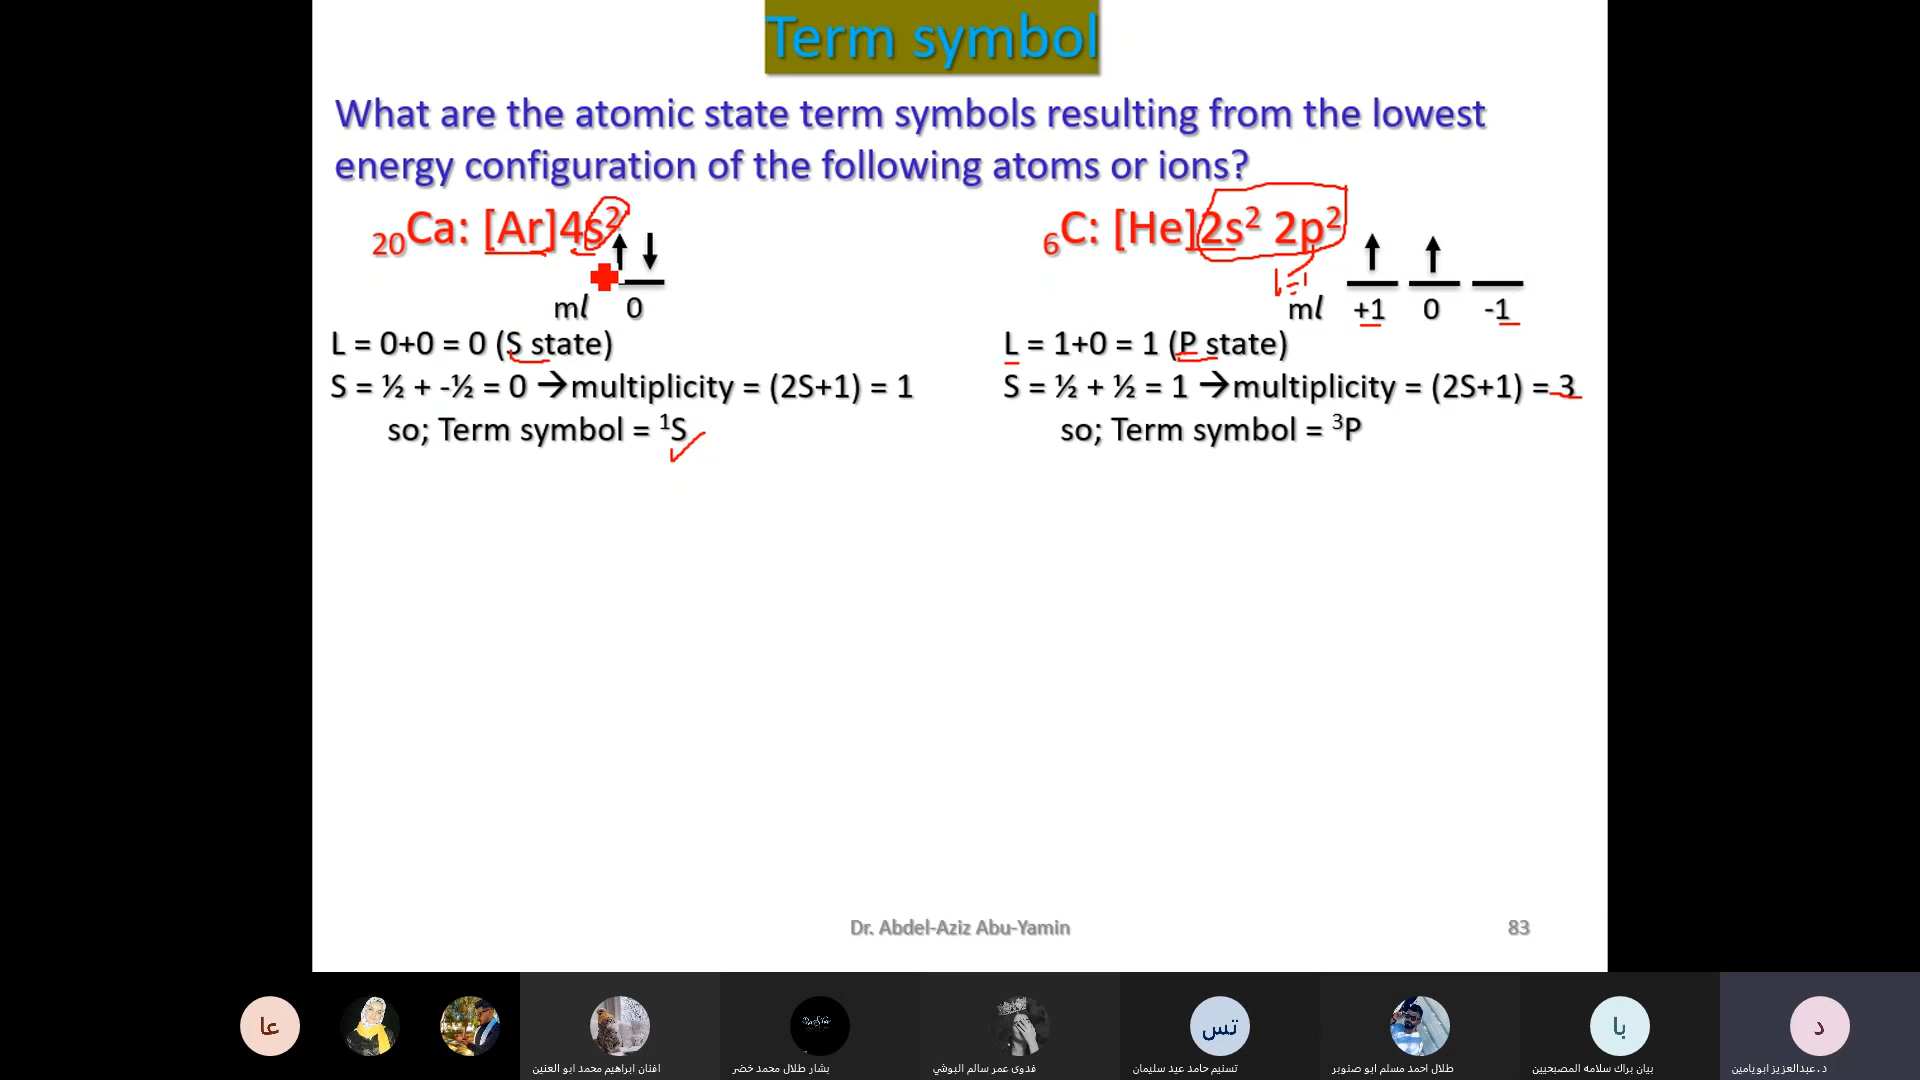 Term symbol
What are the atomic state term symbols resulting from the lowest
energy configuration of the following atoms or ions?
₂₀Ca: [Ar]4s²
mℓ 0
L = 0+0 = 0 (S state)
S = ½ + -½ = 0 →multiplicity = (2S+1) = 1
so; Term symbol = ¹S
₆C: [He]2s² 2p²
mℓ +1 0 -1
L = 1+0 = 1 (P state)
S = ½ + ½ = 1 →multiplicity = (2S+1) = 3
so; Term symbol = ³P
Dr. Abdel-Aziz Abu-Yamin
83
عا
تس
با
د
افنان ابراهيم محمد ابو العنين
بشار طلال محمد خضر
فدوى عمر سالم البوشي
تسنيم حامد عيد سليمان
طلال احمد مسلم ابو صنوبر
بيان براك سلامه المصبحيين
د.عبدالعزيز ابويامين